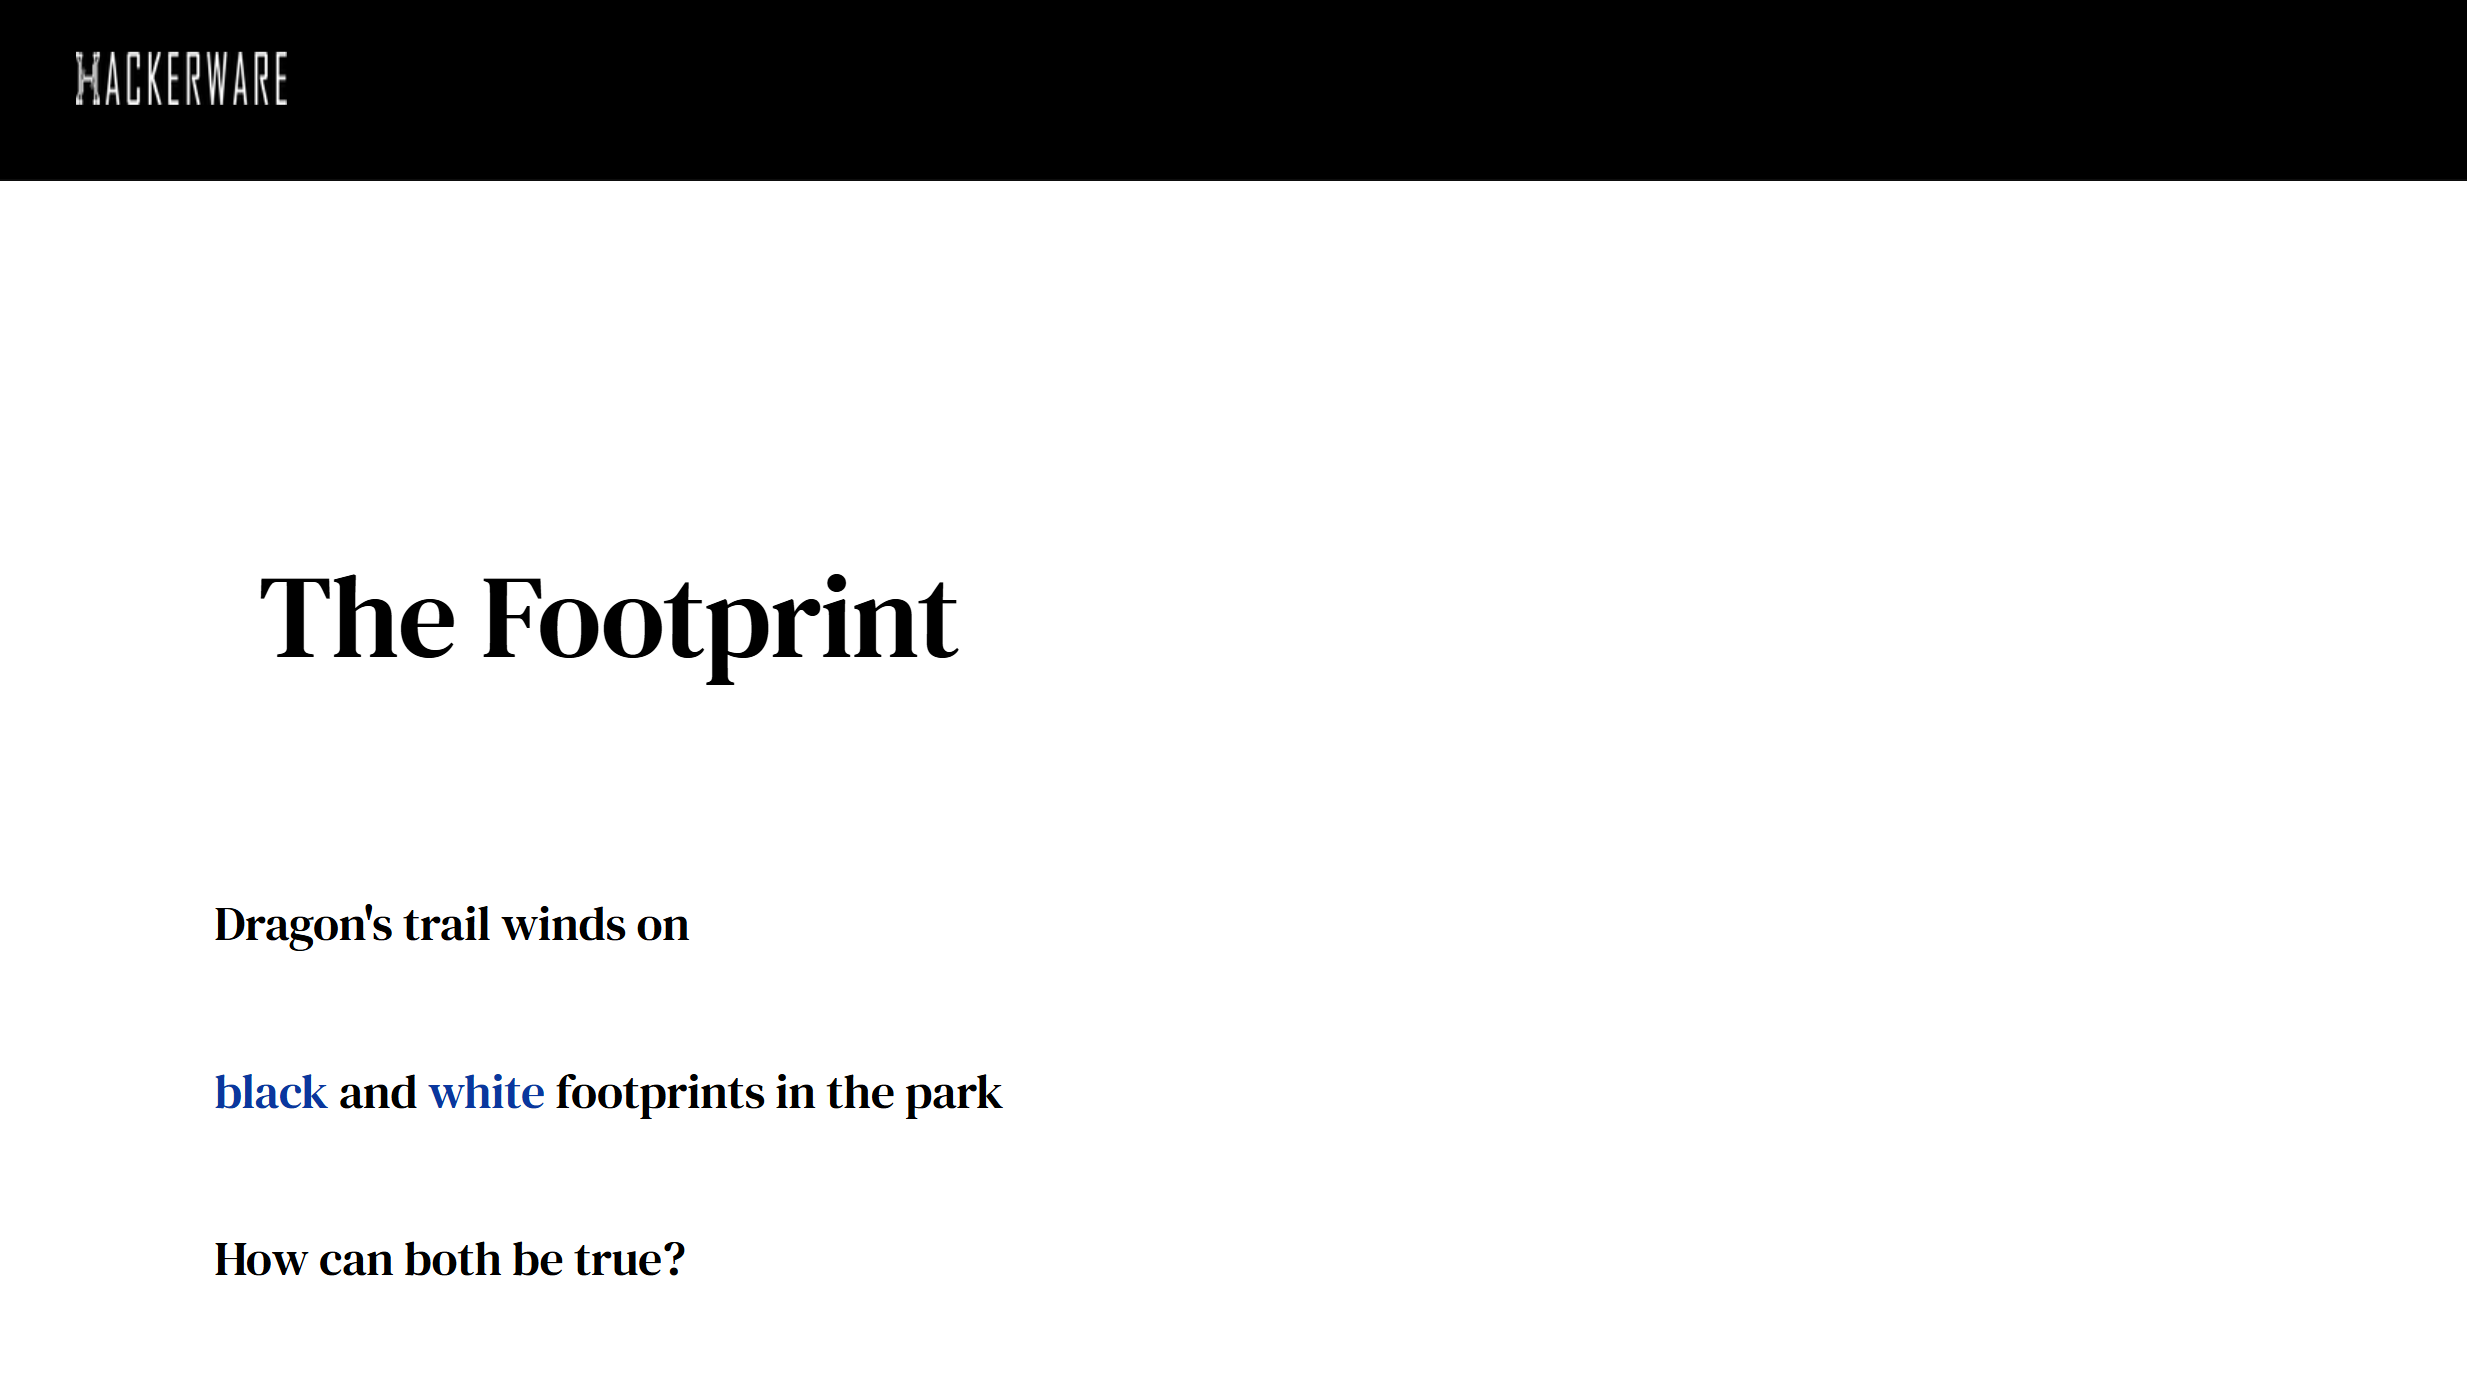 HACKERWARE
The Footprint
Dragon's trail winds on
black and white footprints in the park
How can both be true?